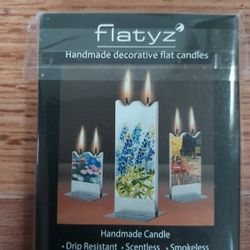 flatyz
Handmade decorative flat candles
Handmade Candle
• Drip Resistant • Scentless • Smokeless